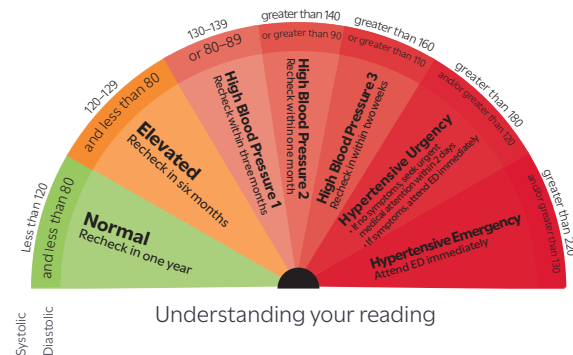 Less than 120
and less than 80
Normal
Recheck in one year
120–129
and less than 80
Elevated
Recheck in six months
130–139
or 80–89
High Blood Pressure 1
Recheck within three months
greater than 140
or greater than 90
High Blood Pressure 2
Recheck within one month
greater than 160
or greater than 110
High Blood Pressure 3
Recheck in within two weeks
greater than 180
and/or greater than 120
Hypertensive Urgency
· If no symptoms, seek urgent
medical attention within 2 days
· If symptoms, attend ED immediately
greater than 220
and/or greater than 130
Hypertensive Emergency
Attend ED immediately
Understanding your reading
Systolic
Diastolic